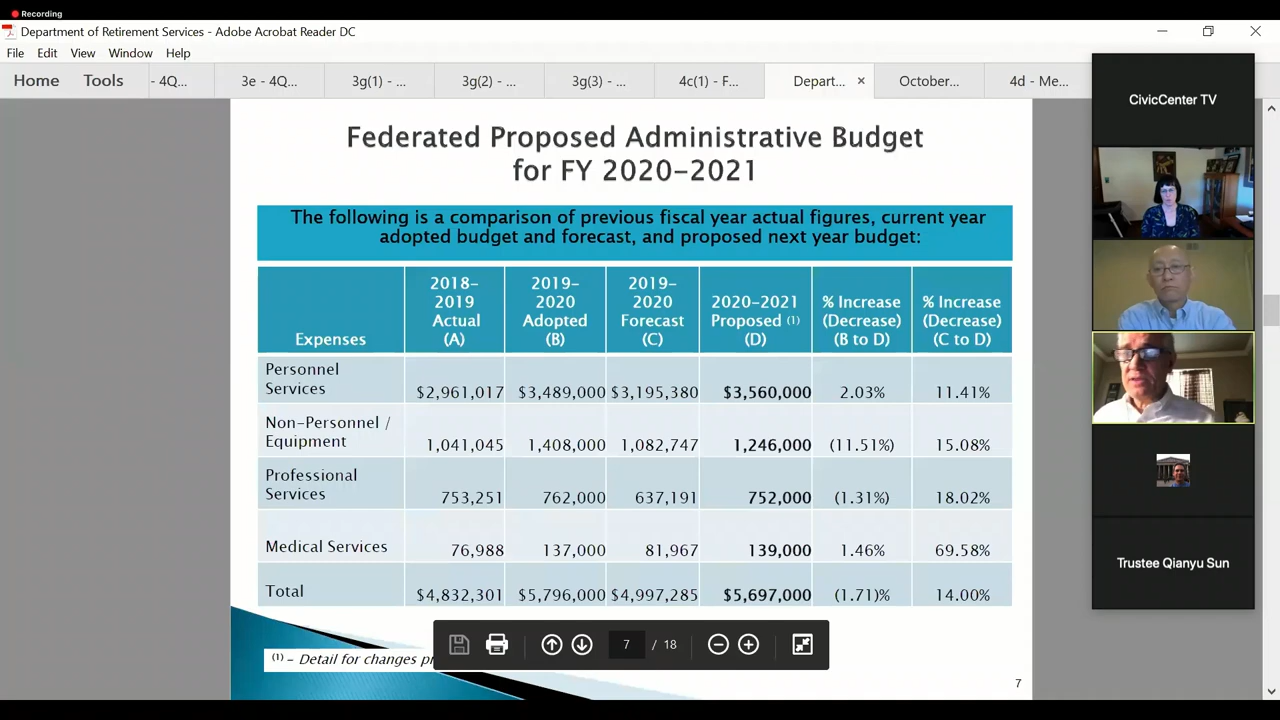 Recording
Department of Retirement Services - Adobe Acrobat Reader DC
File Edit View Window Help
Home Tools - 4Q... 3e - 4Q... 3g(1) - ... 3g(2) - ... 3g(3) - ... 4c(1) - F... Depart... × October... 4d - Me...
CivicCenter TV
Federated Proposed Administrative Budget
for FY 2020-2021
The following is a comparison of previous fiscal year actual figures, current year
adopted budget and forecast, and proposed next year budget:
Expenses 2018-2019 Actual (A) 2019-2020 Adopted (B) 2019-2020 Forecast (C) 2020-2021 Proposed (1) (D) % Increase (Decrease) (B to D) % Increase (Decrease) (C to D)
Personnel Services $2,961,017 $3,489,000 $3,195,380 $3,560,000 2.03% 11.41%
Non-Personnel / Equipment 1,041,045 1,408,000 1,082,747 1,246,000 (11.51%) 15.08%
Professional Services 753,251 762,000 637,191 752,000 (1.31%) 18.02%
Medical Services 76,988 137,000 81,967 139,000 1.46% 69.58%
Total $4,832,301 $5,796,000 $4,997,285 $5,697,000 (1.71)% 14.00%
Trustee Qianyu Sun
7 / 18
(1) - Detail for changes
7